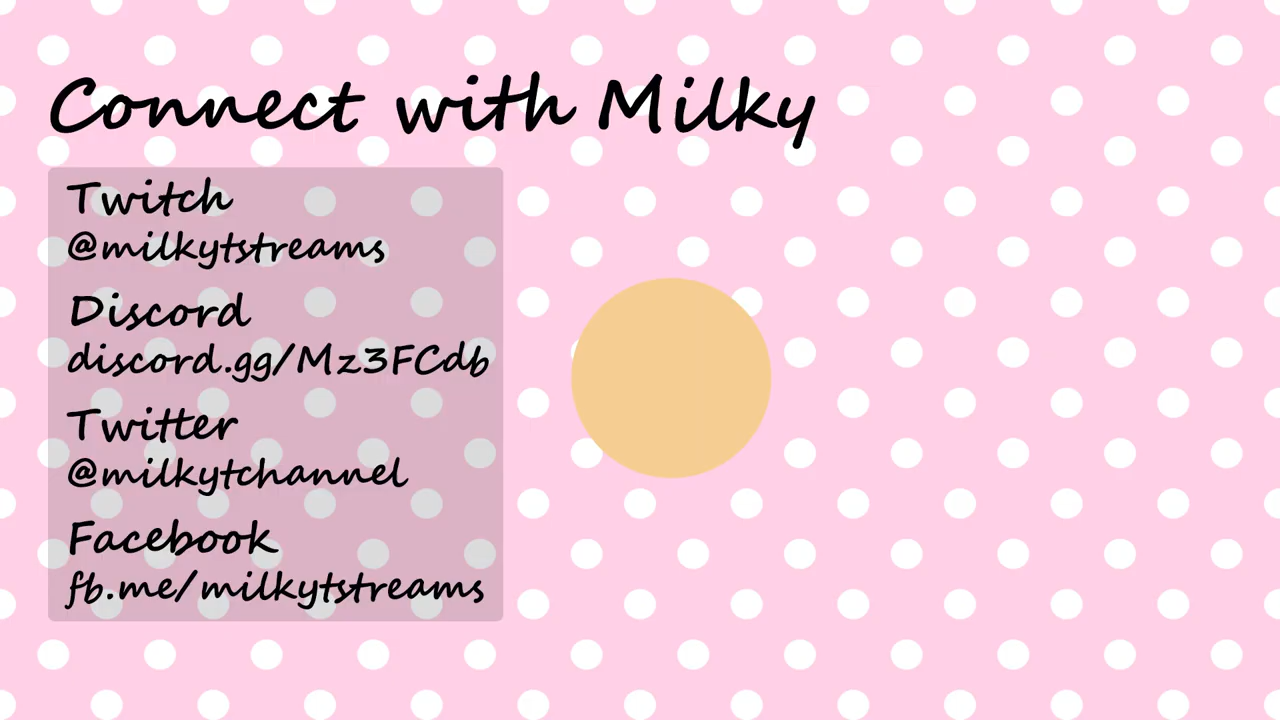 Connect with Milky
Twitch
@milkytstreams
Discord
discord.gg/Mz3FCdb
Twitter
@milkytchannel
Facebook
fb.me/milkytstreams